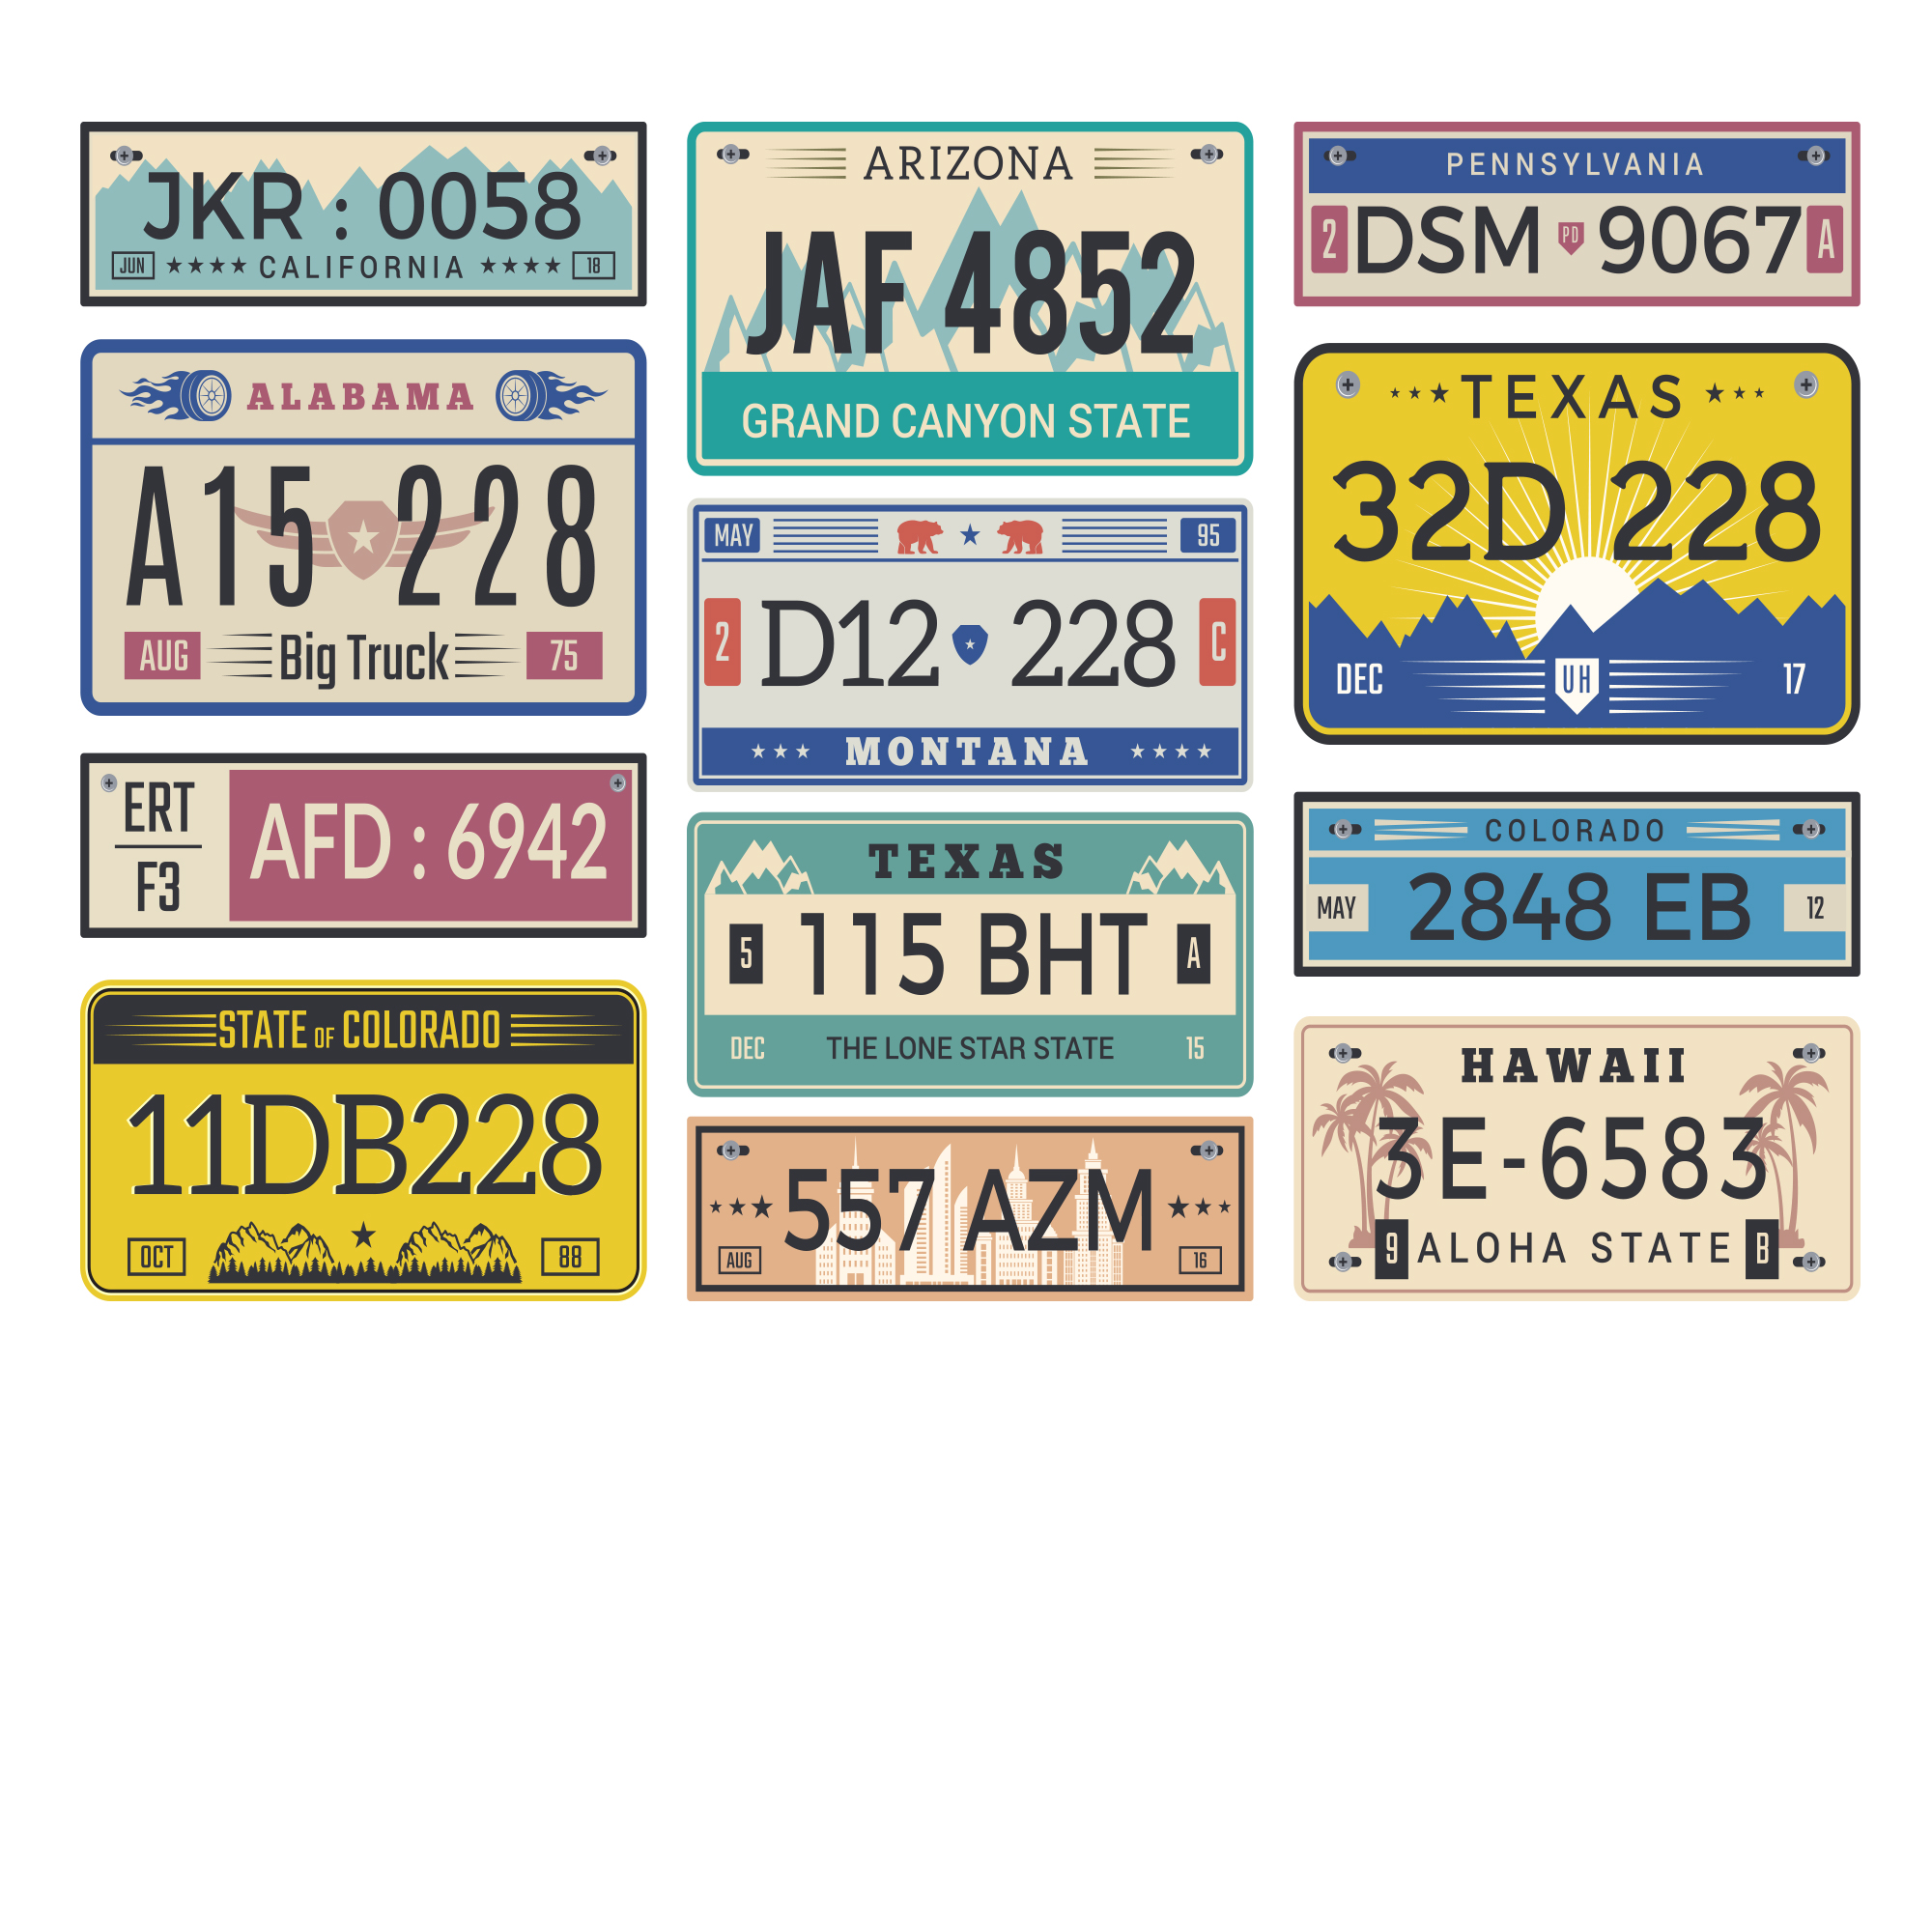 JKR : 0058
JUN ★★★★ CALIFORNIA ★★★★ 18
ALABAMA
A15 228
AUG Big Truck 75
ERT
F3
AFD : 6942
STATE OF COLORADO
11DB228
OCT ★ 88
ARIZONA
JAF 4852
GRAND CANYON STATE
MAY ★ 95
2 D12 228 C
★★★ MONTANA ★★★★
TEXAS
5 115 BHT A
DEC THE LONE STAR STATE 15
★★★ 557 AZM ★★★
AUG 16
PENNSYLVANIA
2 DSM PD 9067 A
★★★ TEXAS ★★★
32D 228
DEC UH 17
COLORADO
MAY 2848 EB 12
HAWAII
3E-6583
9 ALOHA STATE B